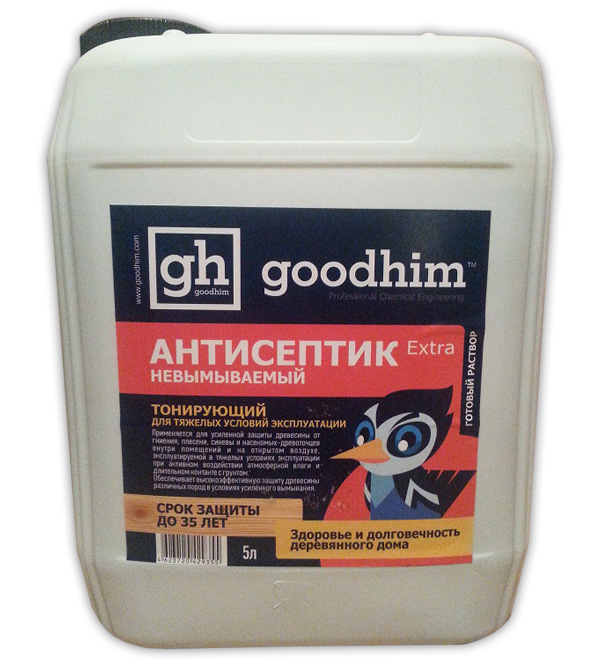 www.goodhim.com
gh
goodhim
goodhim™
Professional Chemical Engineering
АНТИСЕПТИК Extra
НЕВЫМЫВАЕМЫЙ
ГОТОВЫЙ РАСТВОР
ТОНИРУЮЩИЙ
ДЛЯ ТЯЖЕЛЫХ УСЛОВИЙ ЭКСПЛУАТАЦИИ
Применяется для усиленной защиты древесины от
гниения, плесени, синевы и насекомых-древоточцев
внутри помещений и на открытом воздухе,
эксплуатируемой в тяжелых условиях эксплуатации
при активном воздействии атмосферной влаги и
длительном контакте с грунтом.
Обеспечивает высокоэффективную защиту древесины
различных пород в условиях усиленного вымывания.
СРОК ЗАЩИТЫ
ДО 35 ЛЕТ
5л
Здоровье и долговечность
деревянного дома
4623720429355